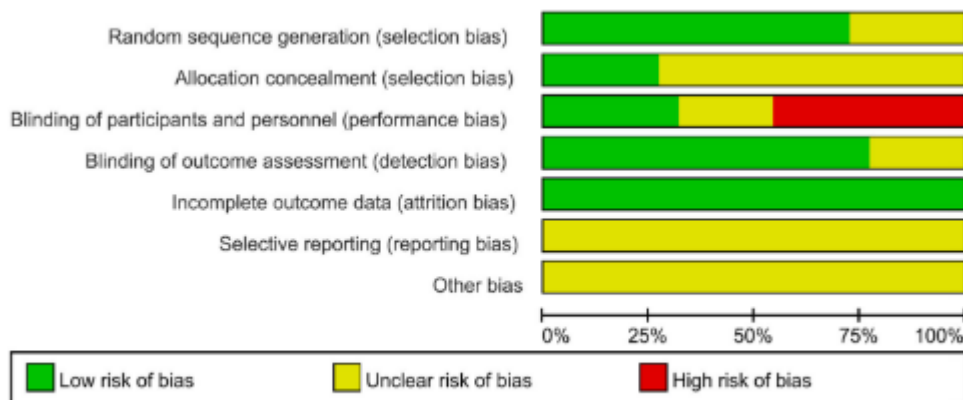 Random sequence generation (selection bias)
Allocation concealment (selection bias)
Blinding of participants and personnel (performance bias)
Blinding of outcome assessment (detection bias)
Incomplete outcome data (attrition bias)
Selective reporting (reporting bias)
Other bias
0% 25% 50% 75% 100%
Low risk of bias Unclear risk of bias High risk of bias